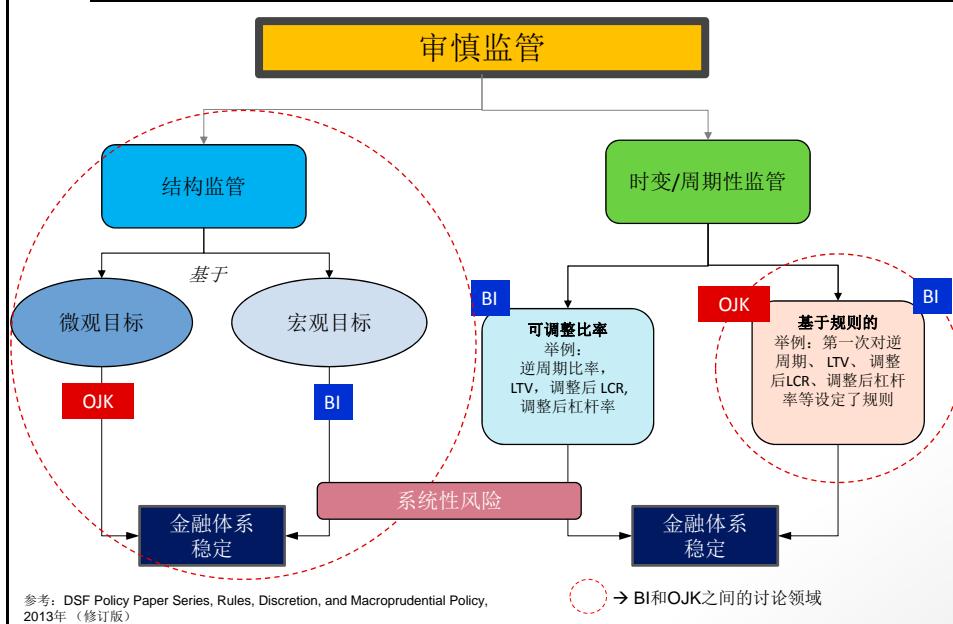 审慎监管
结构监管
时变/周期性监管
基于
微观目标
宏观目标
OJK
BI
BI
可调整比率
举例：
逆周期比率，
LTV，调整后 LCR,
调整后杠杆率
OJK
BI
基于规则的
举例：第一次对逆
周期、LTV、调整
后LCR、调整后杠杆
率等设定了规则
系统性风险
金融体系
稳定
金融体系
稳定
参考：DSF Policy Paper Series, Rules, Discretion, and Macroprudential Policy,
2013年 （修订版）
→ BI和OJK之间的讨论领域